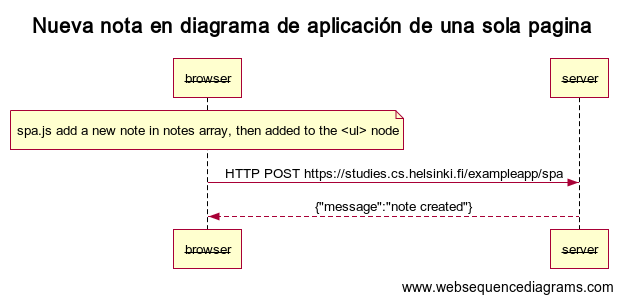 Nueva nota en diagrama de aplicación de una sola pagina
browser
server
spa.js add a new note in notes array, then added to the <ul> node
HTTP POST https://studies.cs.helsinki.fi/exampleapp/spa
{"message":"note created"}
browser
server
www.websequencediagrams.com